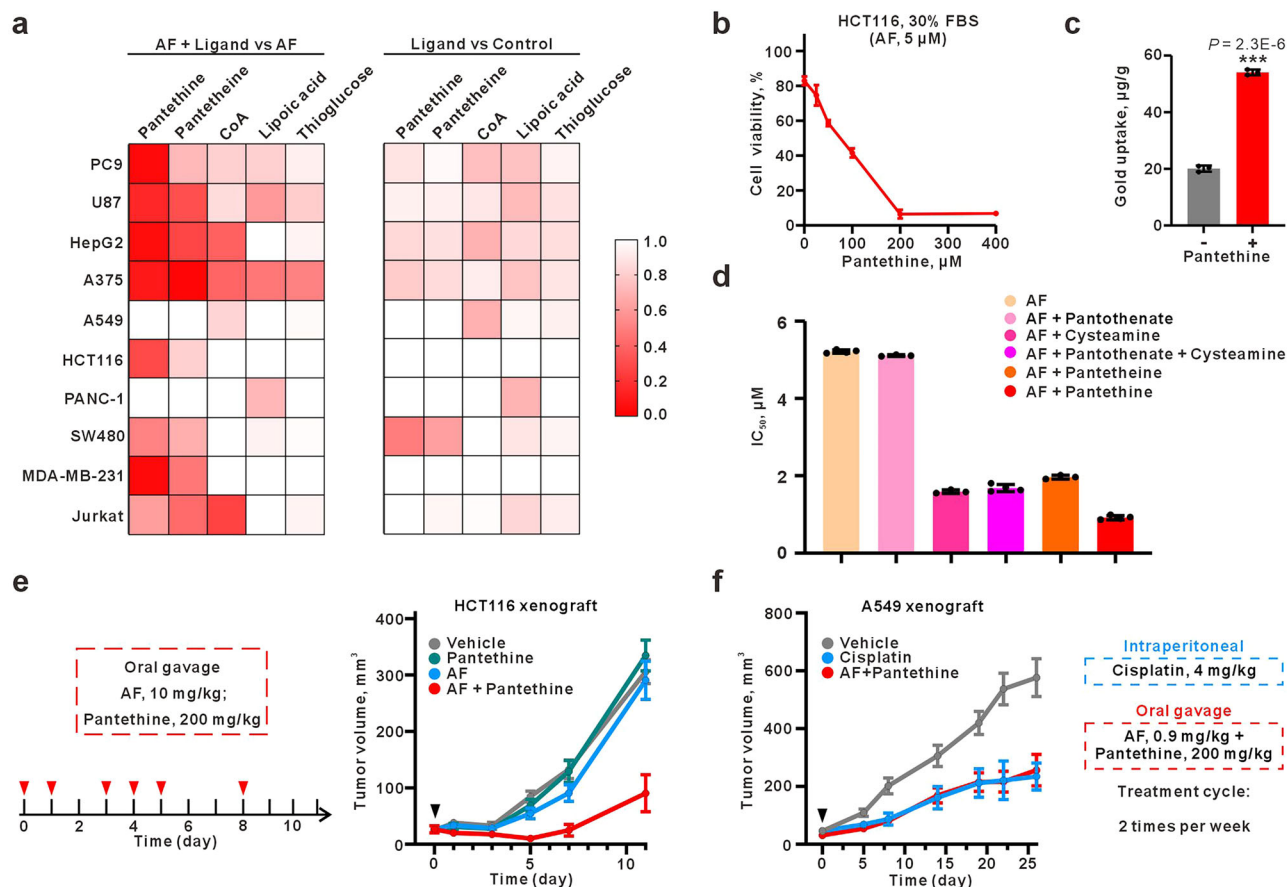 a
AF + Ligand vs AF
Ligand vs Control
Pantethine
Pantetheine
CoA
Lipoic acid
Thioglucose
Pantethine
Pantetheine
CoA
Lipoic acid
Thioglucose
PC9
U87
HepG2
A375
A549
HCT116
PANC-1
SW480
MDA-MB-231
Jurkat
1.0
0.8
0.6
0.4
0.2
0.0
b
HCT116, 30% FBS
(AF, 5 μM)
Cell viability, %
100
80
60
40
20
0
0 100 200 300 400
Pantethine, μM
c
P = 2.3E-6
***
Gold uptake, μg/g
60
40
20
0
- +
Pantethine
d
AF
AF + Pantothenate
AF + Cysteamine
AF + Pantothenate + Cysteamine
AF + Pantetheine
AF + Pantethine
IC50, μM
6
4
2
0
e
Oral gavage
AF, 10 mg/kg;
Pantethine, 200 mg/kg
0 2 4 6 8 10
Time (day)
HCT116 xenograft
Vehicle
Pantethine
AF
AF + Pantethine
Tumor volume, mm³
400
300
200
100
0
0 5 10
Time (day)
f
A549 xenograft
Vehicle
Cisplatin
AF+Pantethine
Tumor volume, mm³
800
600
400
200
0
0 5 10 15 20 25
Time (day)
Intraperitoneal
Cisplatin, 4 mg/kg
Oral gavage
AF, 0.9 mg/kg +
Pantethine, 200 mg/kg
Treatment cycle:
2 times per week